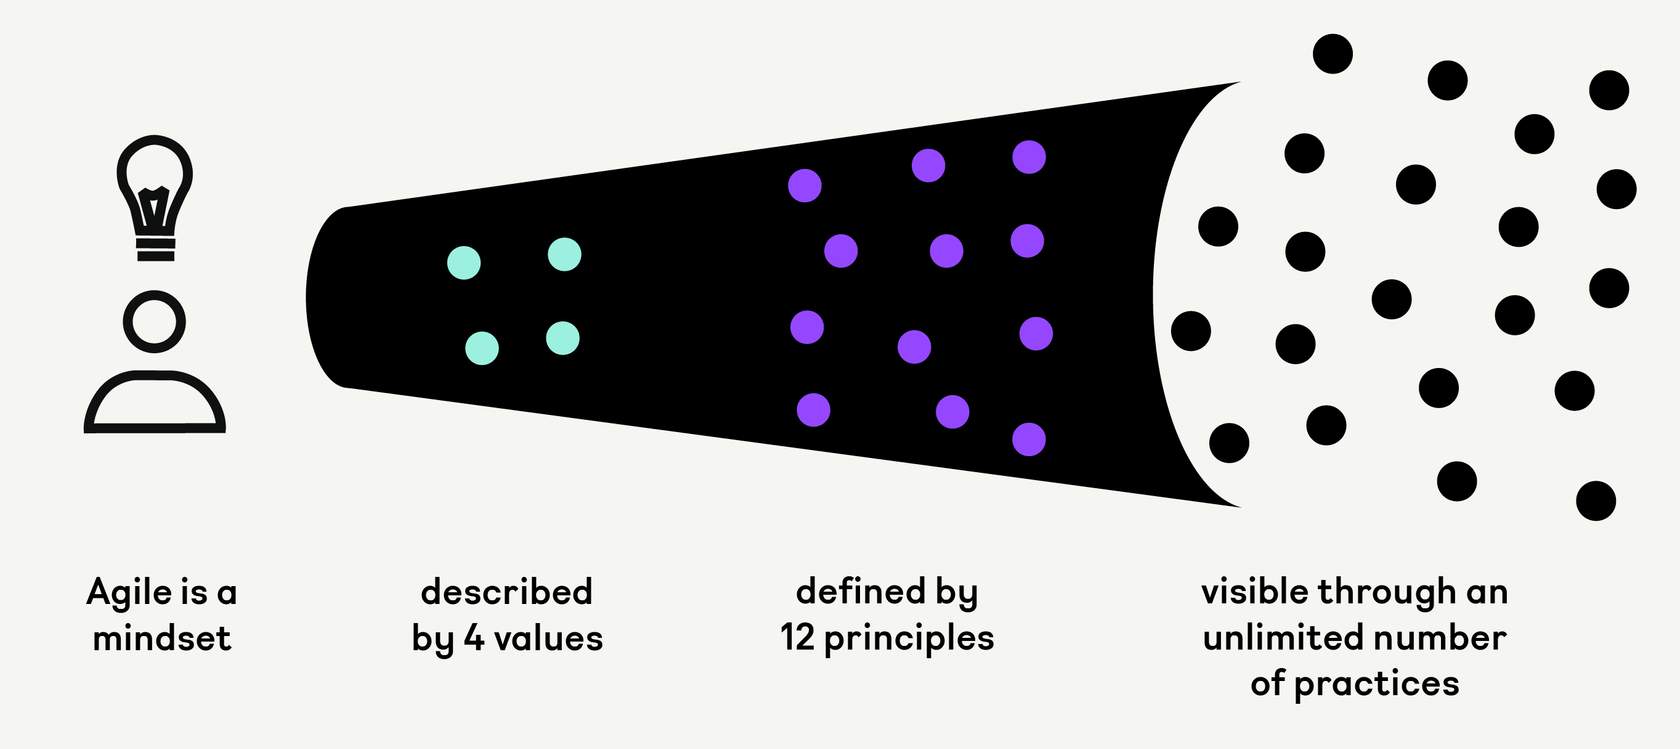 Agile is a
mindset
described
by 4 values
defined by
12 principles
visible through an
unlimited number
of practices